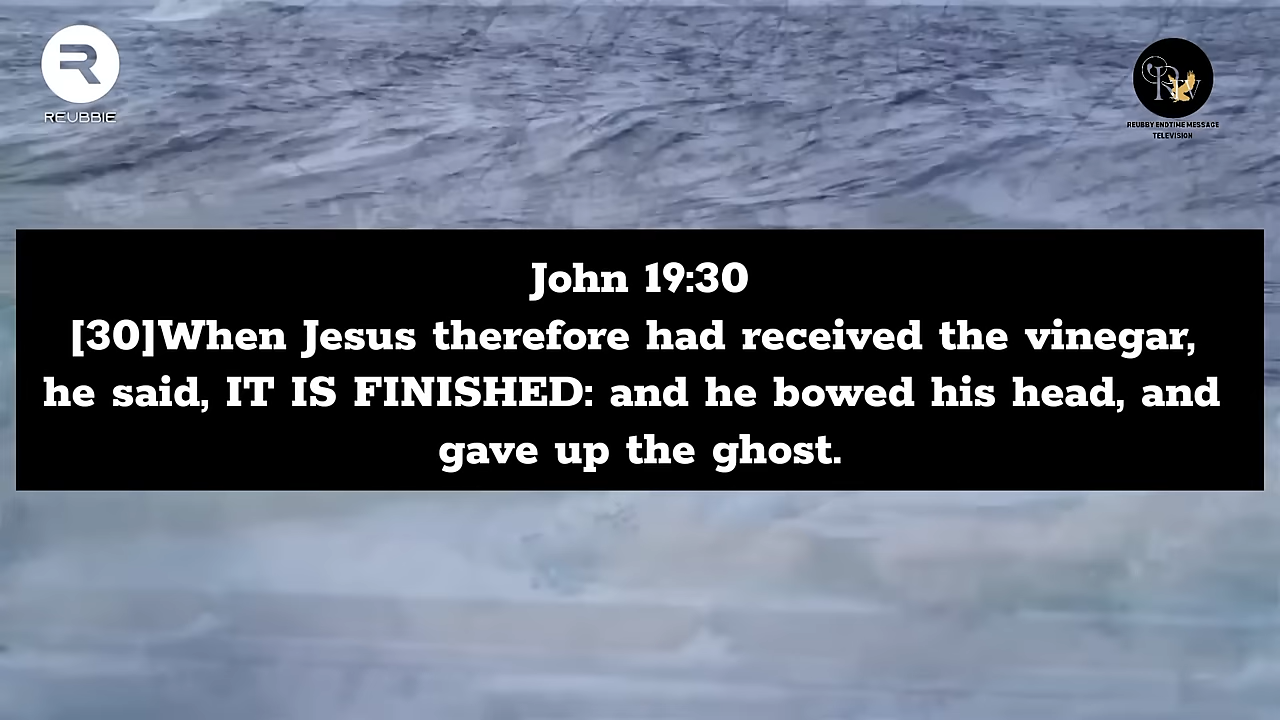 REUBBIE
REUBBY ENDTIME MESSAGE
TELEVISION
John 19:30
[30]When Jesus therefore had received the vinegar,
he said, IT IS FINISHED: and he bowed his head, and
gave up the ghost.